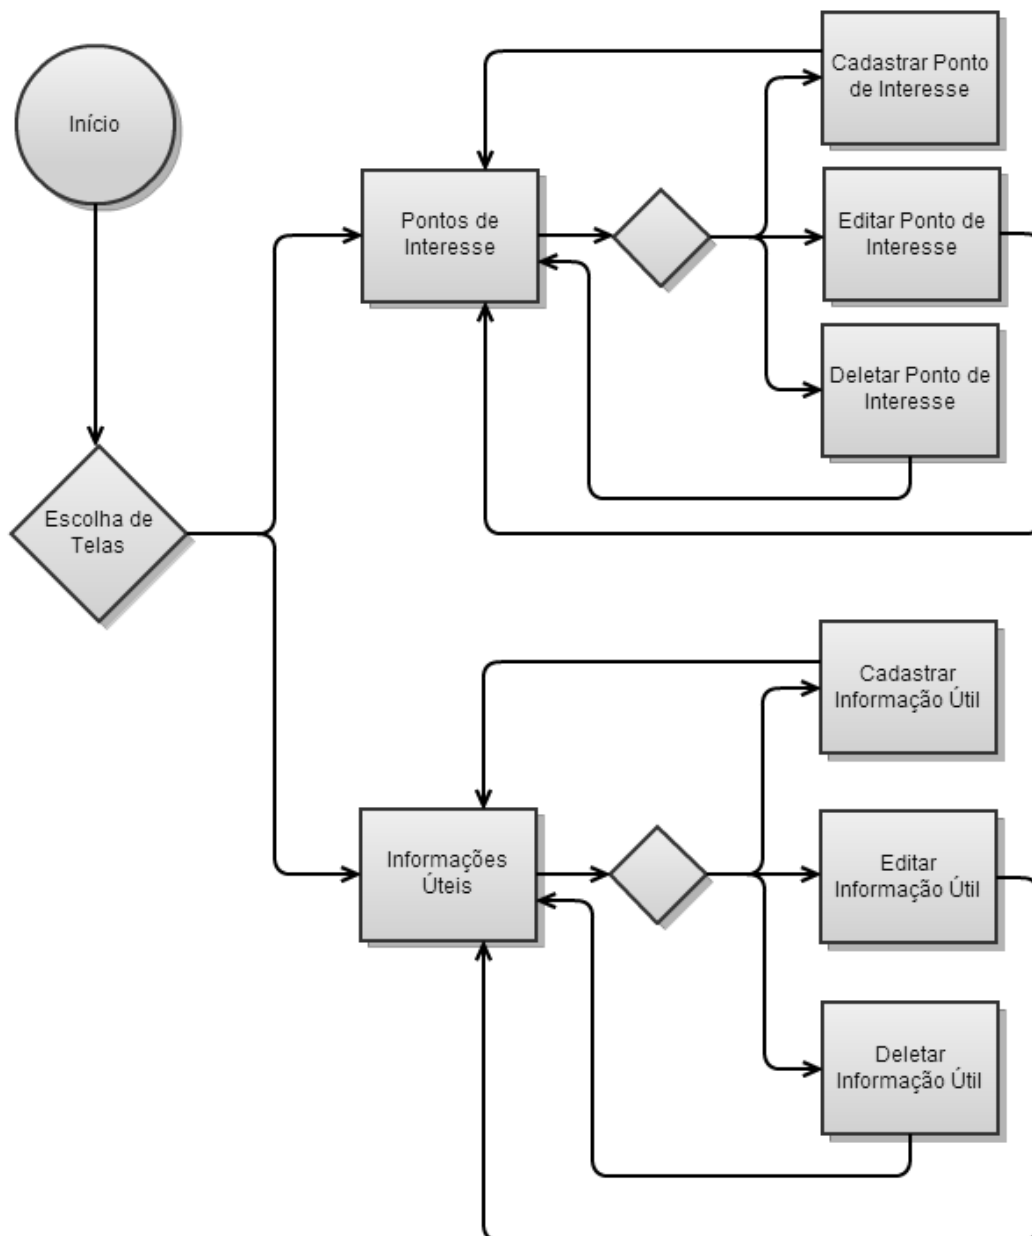 Início
Escolha de
Telas
Pontos de
Interesse
Cadastrar Ponto
de Interesse
Editar Ponto de
Interesse
Deletar Ponto de
Interesse
Informações
Úteis
Cadastrar
Informação Útil
Editar
Informação Útil
Deletar
Informação Útil